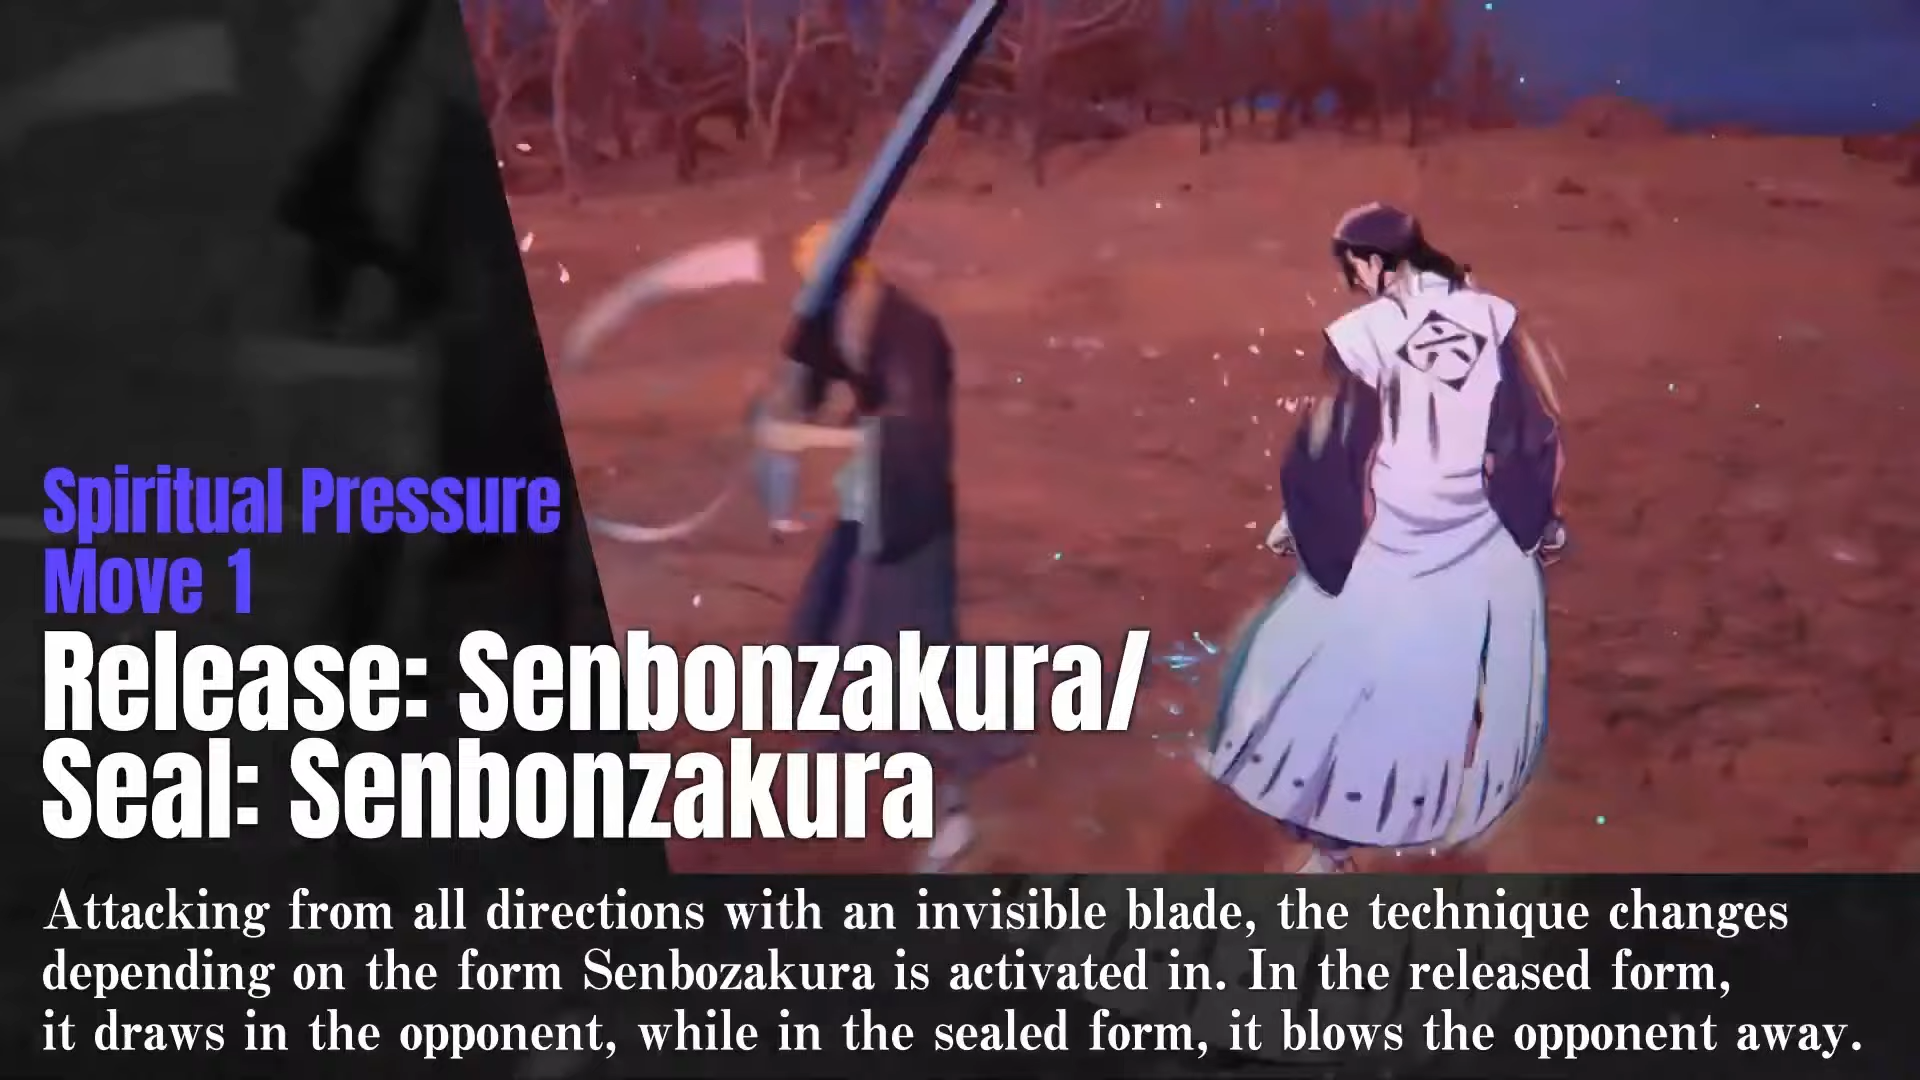 六
Spiritual Pressure
Move 1
Release: Senbonzakura/
Seal: Senbonzakura
Attacking from all directions with an invisible blade, the technique changes
depending on the form Senbozakura is activated in. In the released form,
it draws in the opponent, while in the sealed form, it blows the opponent away.